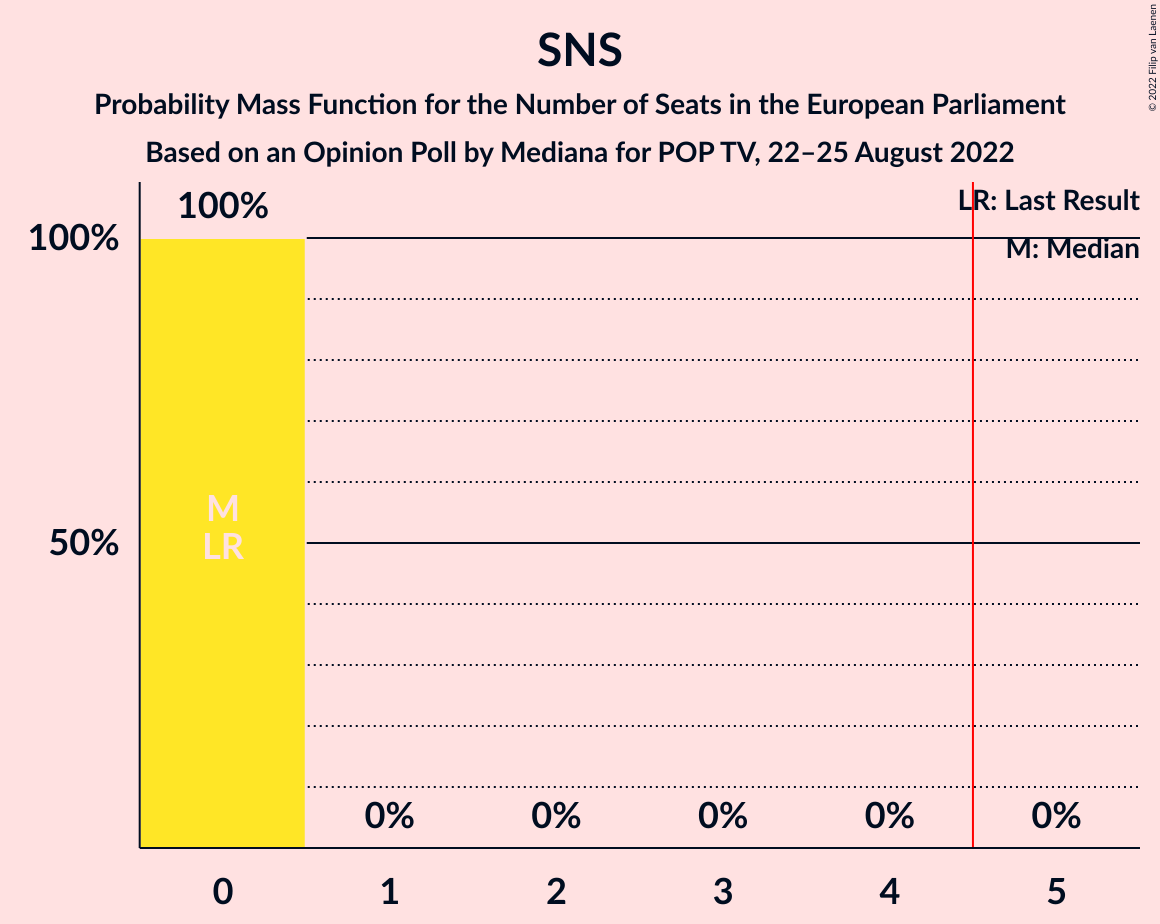 SNS
Probability Mass Function for the Number of Seats in the European Parliament
Based on an Opinion Poll by Mediana for POP TV, 22–25 August 2022
© 2022 Filip van Laenen
LR: Last Result
M: Median
100%
100%
50%
M
LR
0% 0% 0% 0% 0%
0 1 2 3 4 5